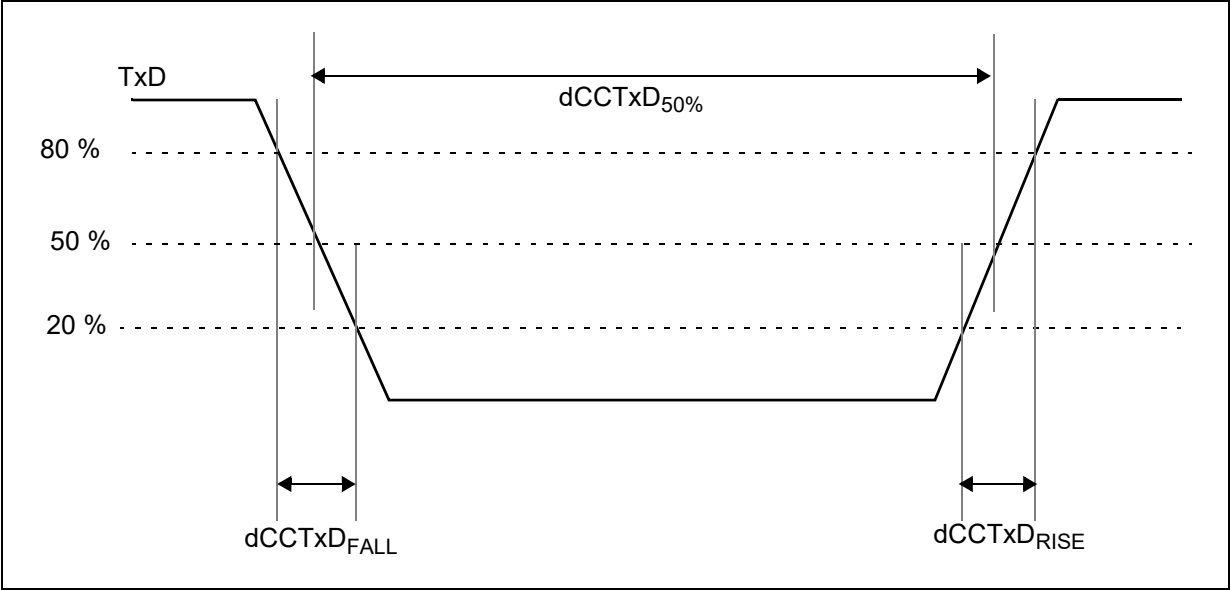 TxD
dCCTxD50%
80 %
50 %
20 %
dCCTxDFALL
dCCTxDRISE